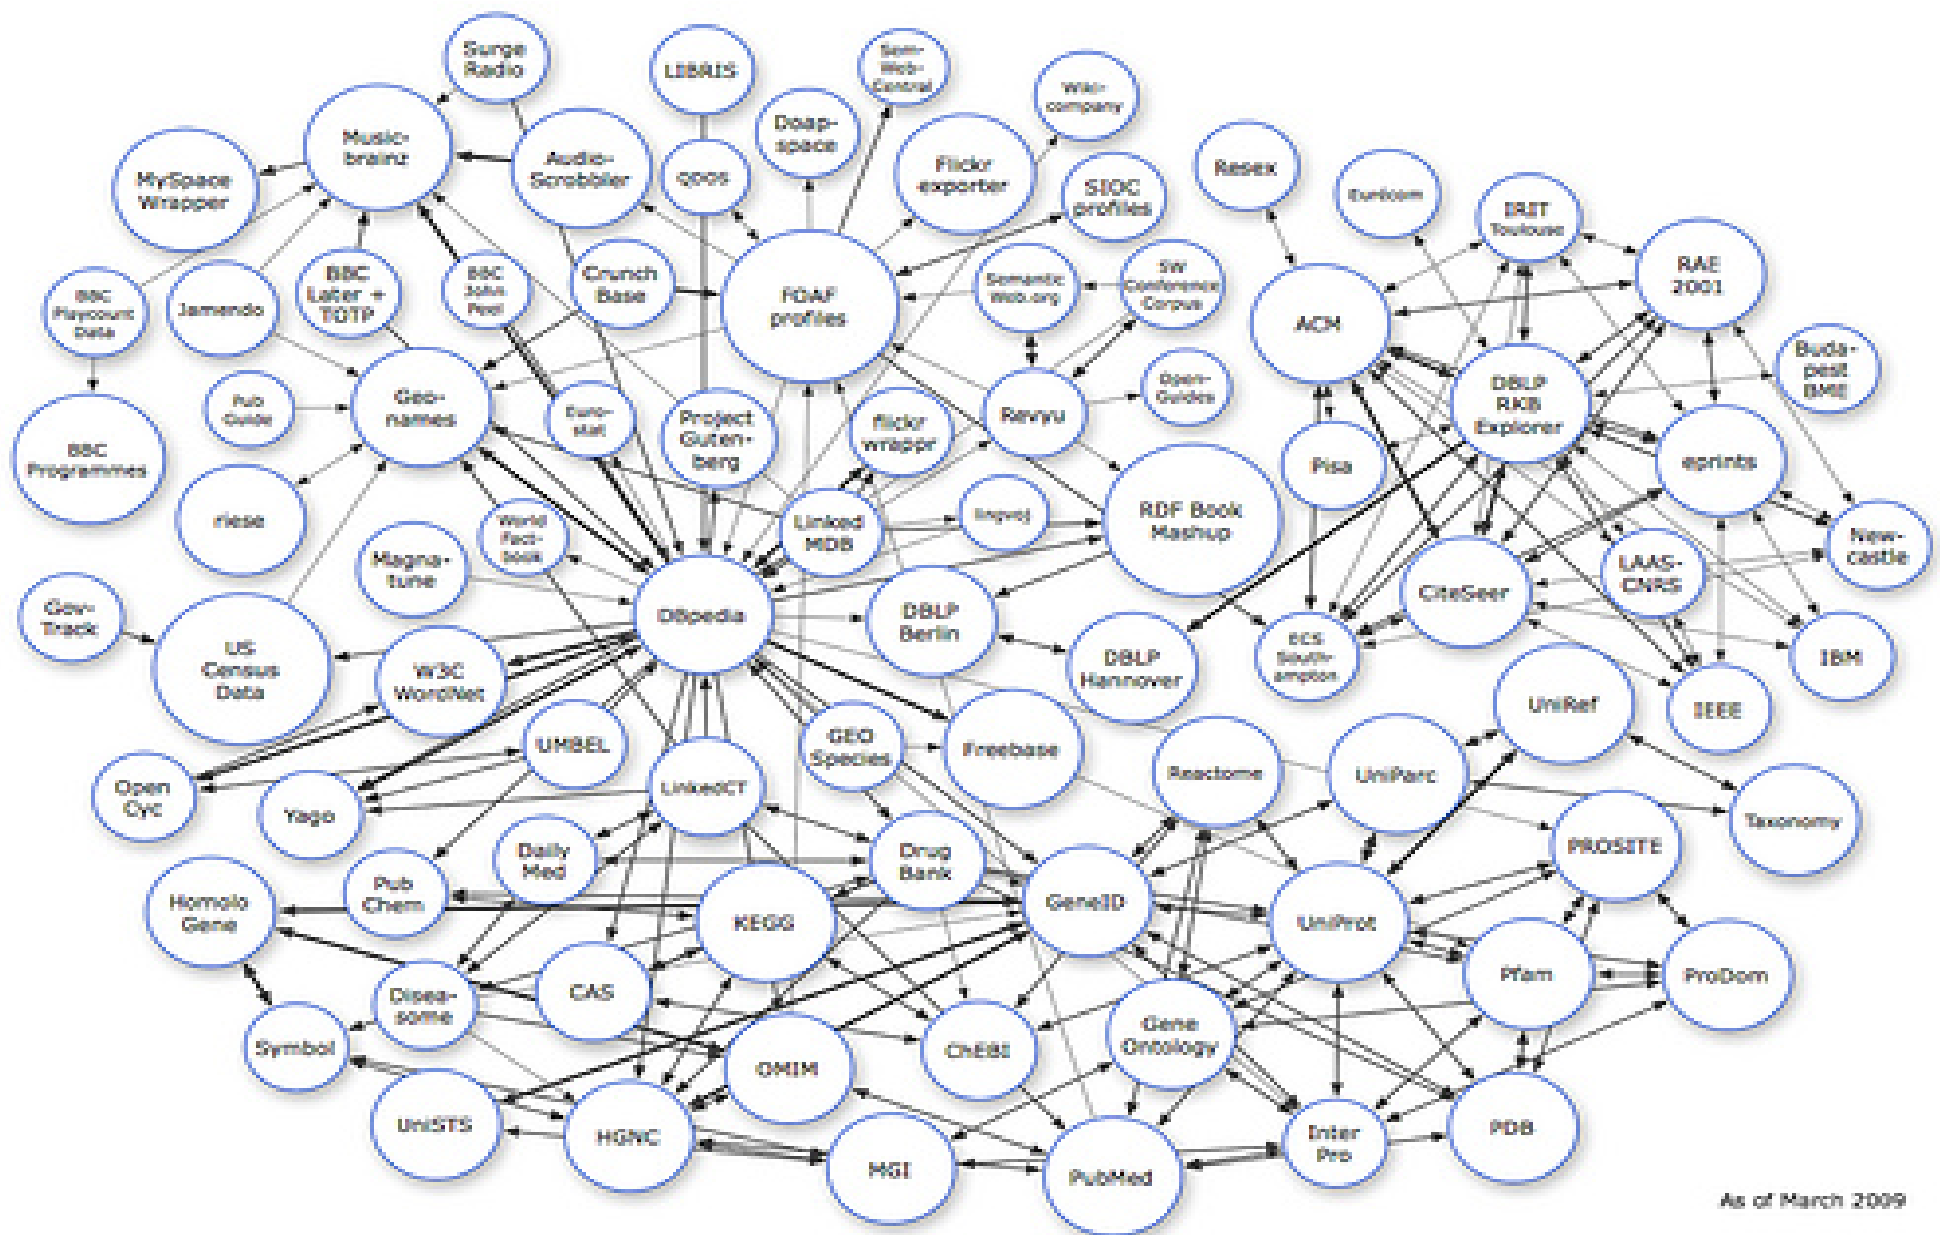 Surge
Radio
LIBRIS
Sem-
Web-
Central
Wiki-
company
Doap-
space
Music-
brainz
Audio-
Scrobbler
QDOS
Flickr
exporter
SIOC
profiles
MySpace
Wrapper
Resex
Eurécom
IRIT
Toulouse
RAE
2001
BBC
Playcount
Data
Jamendo
BBC
Later +
TOTP
BBC
John
Peel
Crunch
Base
FOAF
profiles
Semantic
Web.org
SW
Conference
Corpus
ACM
Buda-
pest
BME
Pub
Guide
Geo-
names
Euro-
stat
Project
Guten-
berg
flickr
wrappr
Revyu
Open-
Guides
DBLP
RKB
Explorer
Pisa
eprints
BBC
Programmes
riese
World
Fact-
book
Linked
MDB
lingvoj
RDF Book
Mashup
New-
castle
Magna-
tune
LAAS-
CNRS
CiteSeer
Gov-
Track
DBpedia
DBLP
Berlin
US
Census
Data
W3C
WordNet
DBLP
Hannover
ECS
South-
ampton
IBM
IEEE
UniRef
UMBEL
GEO
Species
Freebase
Reactome
UniParc
Open
Cyc
Yago
LinkedCT
Taxonomy
PROSITE
Daily
Med
Drug
Bank
Pub
Chem
Homolo
Gene
KEGG
GeneID
UniProt
Pfam
ProDom
Disea-
some
CAS
Symbol
OMIM
ChEBI
Gene
Ontology
UniSTS
HGNC
MGI
PubMed
Inter
Pro
PDB
As of March 2009